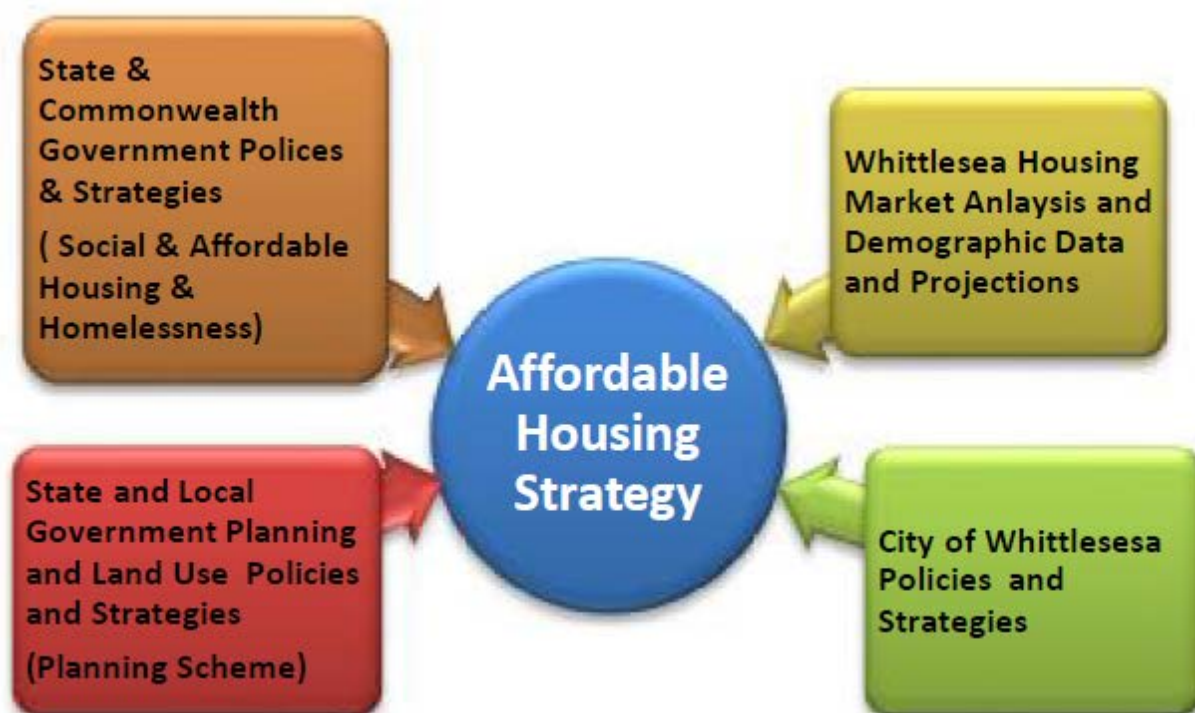 State &
Commonwealth
Government Polices
& Strategies
( Social & Affordable
Housing &
Homelessness)
Whittlesea Housing
Market Anlaysis and
Demographic Data
and Projections
Affordable
Housing
Strategy
State and Local
Government Planning
and Land Use Policies
and Strategies
(Planning Scheme)
City of Whittlesesa
Policies and
Strategies